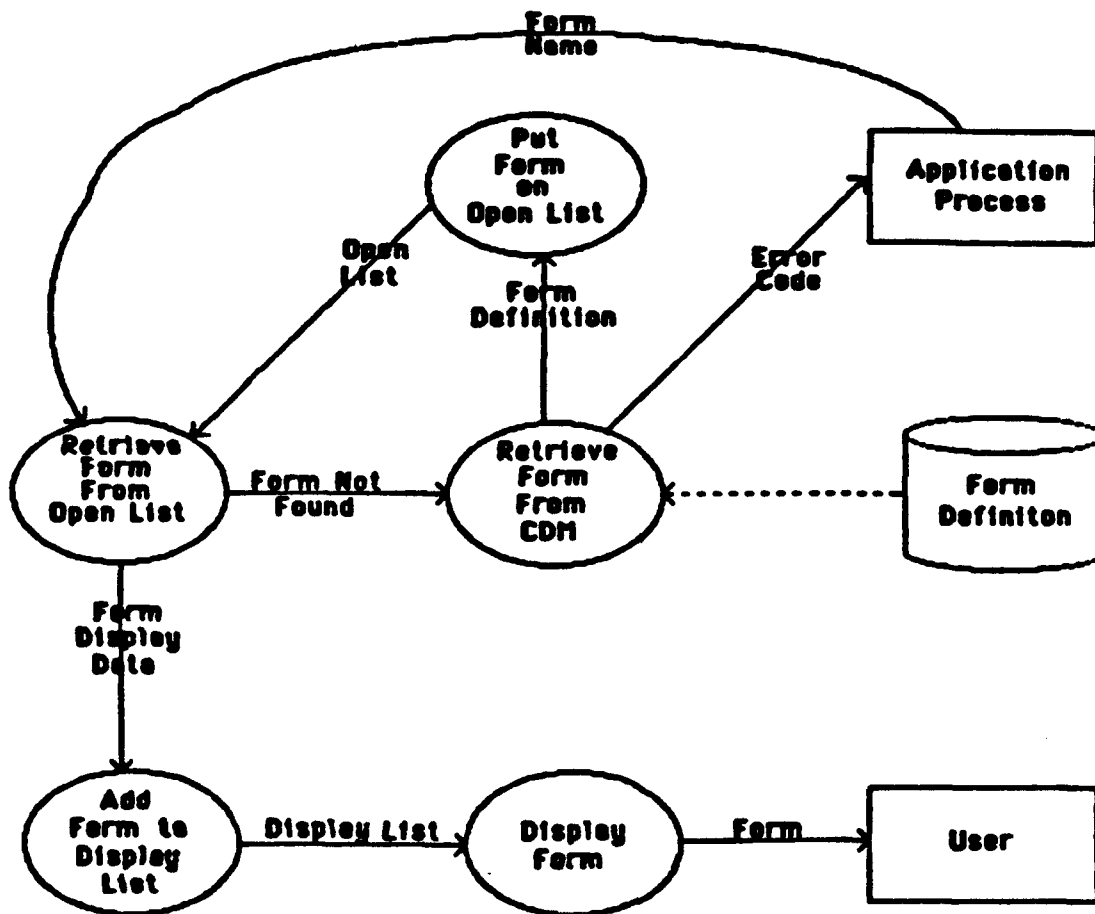 Form
Name
Put
Form
on
Open List
Application
Process
Open
List
Form
Definition
Error
Code
Retrieve
Form
From
Open List
Form Not
Found
Retrieve
Form
From
CDM
Form
Definiton
Form
Display
Data
Add
Form to
Display
List
Display List
Display
Form
Form
User